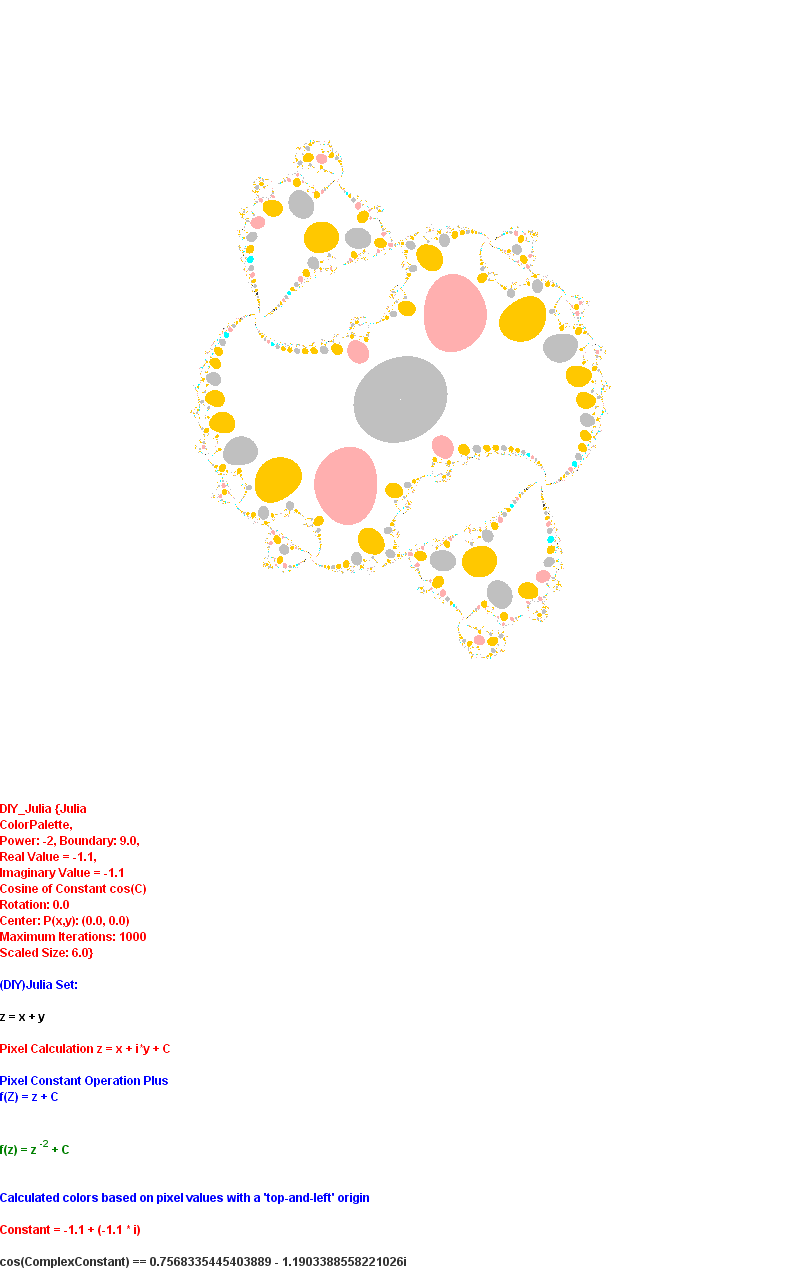 DIY_Julia {Julia
ColorPalette,
Power: -2, Boundary: 9.0,
Real Value = -1.1,
Imaginary Value = -1.1
Cosine of Constant cos(C)
Rotation: 0.0
Center: P(x,y): (0.0, 0.0)
Maximum Iterations: 1000
Scaled Size: 6.0}
(DIY)Julia Set:
z = x + y
Pixel Calculation z = x + i*y + C
Pixel Constant Operation Plus
f(Z) = z + C
f(z) = z ⁻² + C
Calculated colors based on pixel values with a 'top-and-left' origin
Constant = -1.1 + (-1.1 * i)
cos(ComplexConstant) == 0.7568335445403889 - 1.1903388558221026i